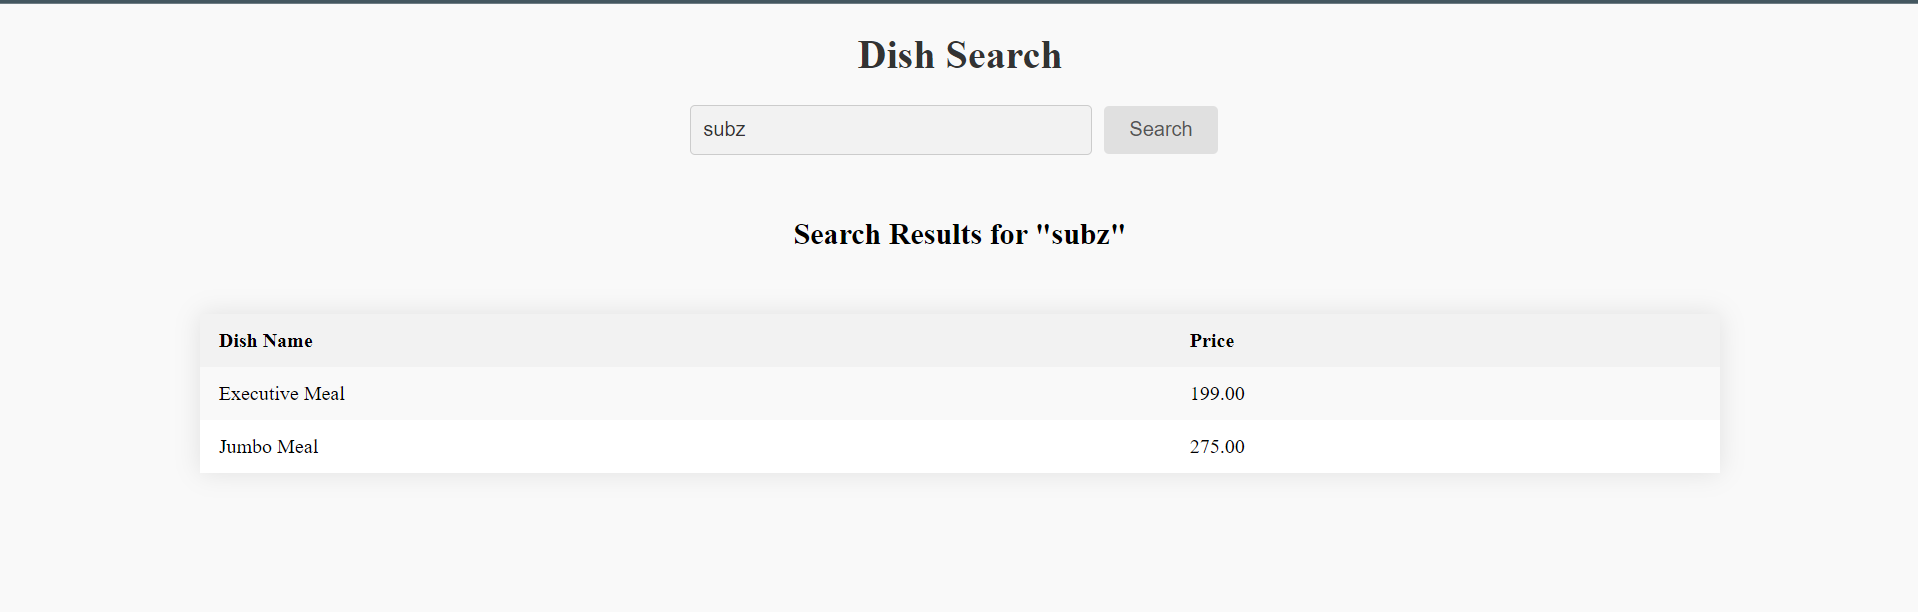 Dish Search
subz Search
Search Results for "subz"
Dish Name Price
Executive Meal 199.00
Jumbo Meal 275.00